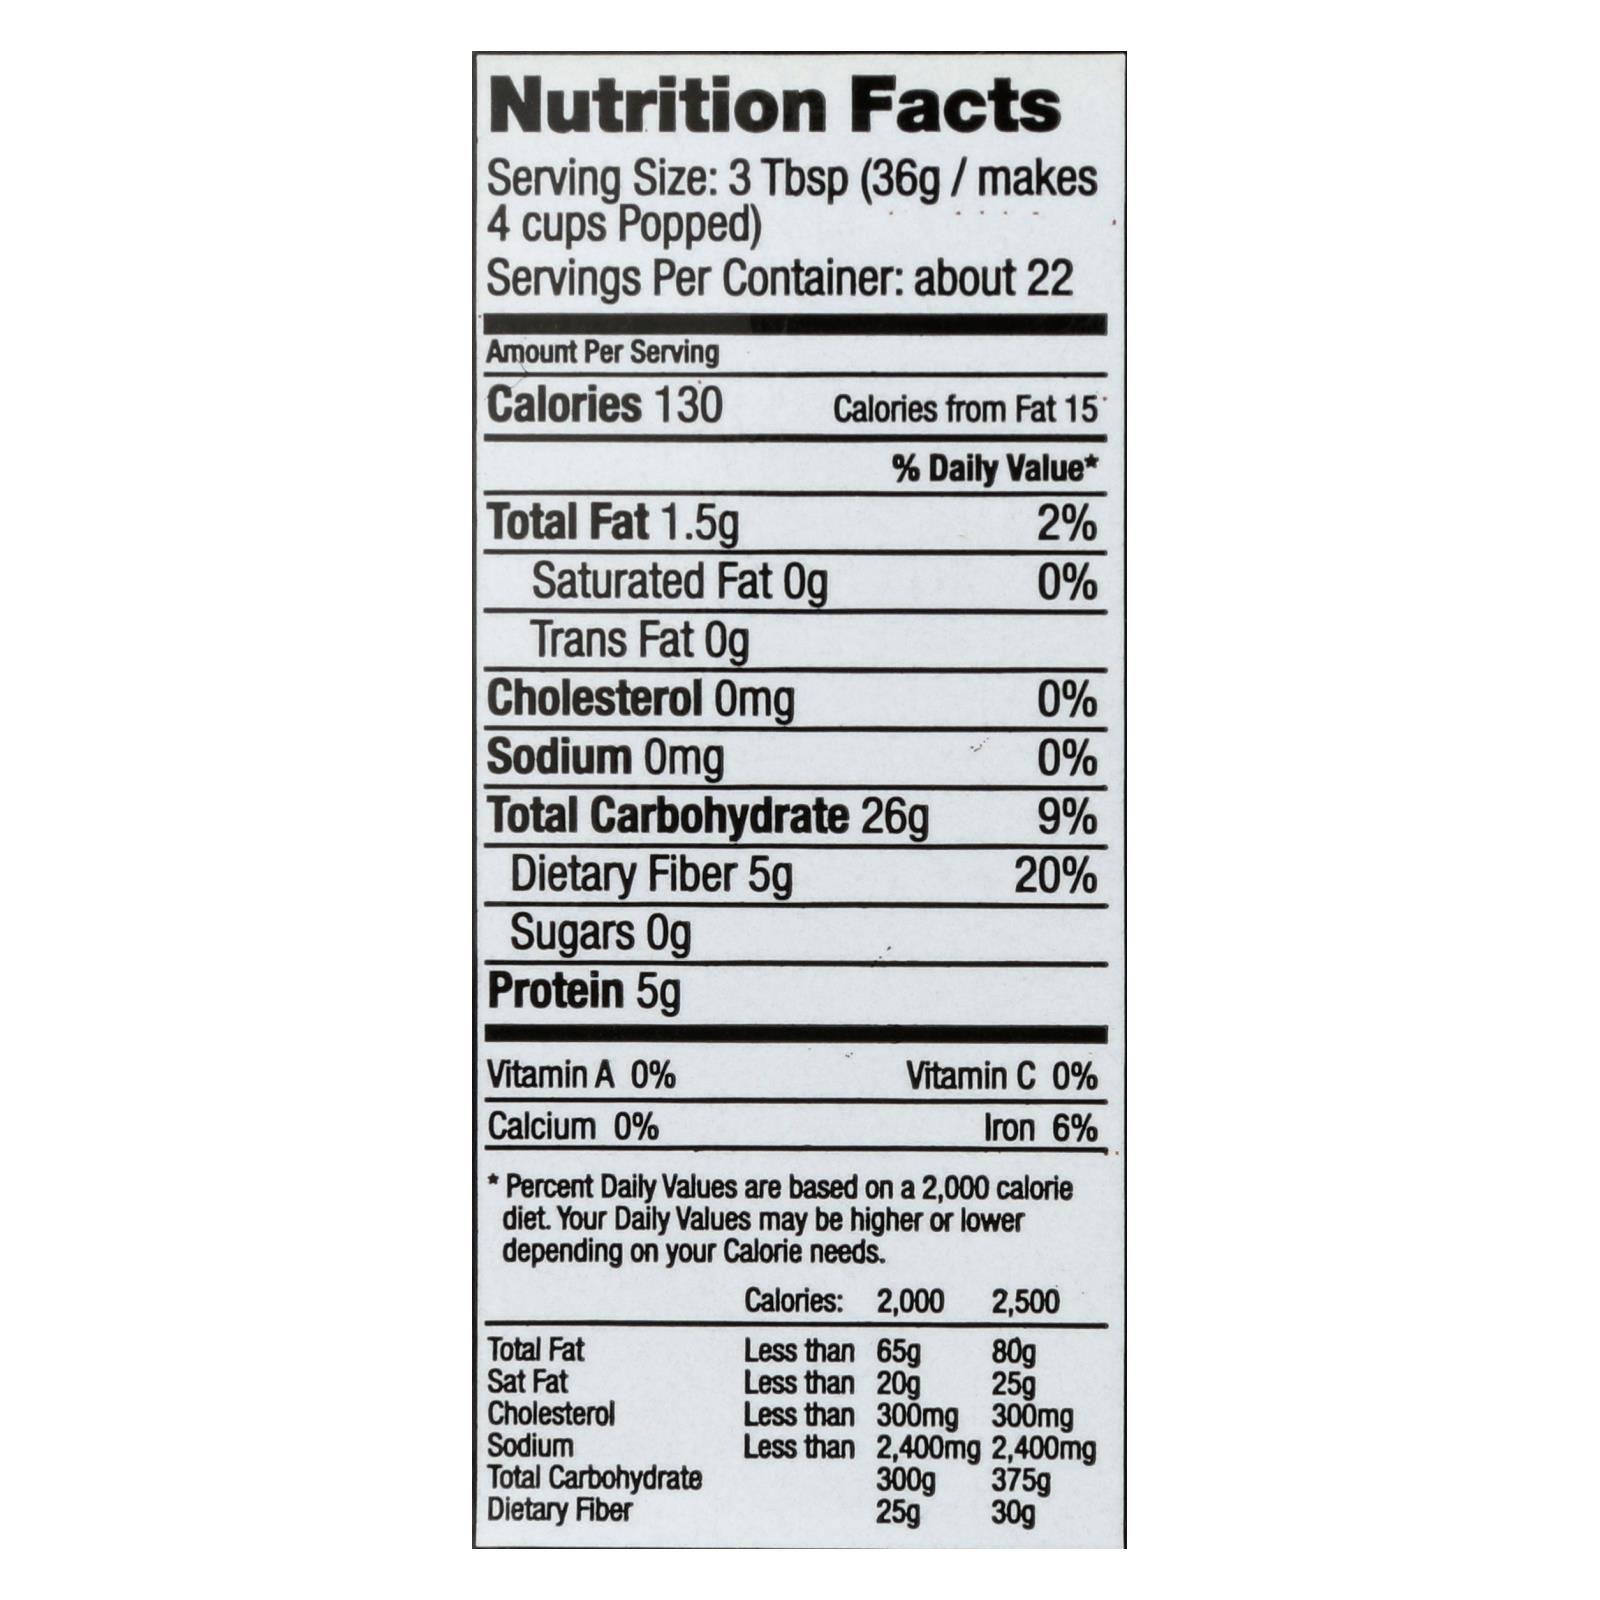 Nutrition Facts
Serving Size: 3 Tbsp (36g / makes
4 cups Popped)
Servings Per Container: about 22
Amount Per Serving
Calories 130 Calories from Fat 15
% Daily Value*
Total Fat 1.5g 2%
Saturated Fat 0g 0%
Trans Fat 0g
Cholesterol 0mg 0%
Sodium 0mg 0%
Total Carbohydrate 26g 9%
Dietary Fiber 5g 20%
Sugars 0g
Protein 5g
Vitamin A 0% Vitamin C 0%
Calcium 0% Iron 6%
* Percent Daily Values are based on a 2,000 calorie
diet. Your Daily Values may be higher or lower
depending on your Calorie needs.
Calories: 2,000 2,500
Total Fat Less than 65g 80g
Sat Fat Less than 20g 25g
Cholesterol Less than 300mg 300mg
Sodium Less than 2,400mg 2,400mg
Total Carbohydrate 300g 375g
Dietary Fiber 25g 30g